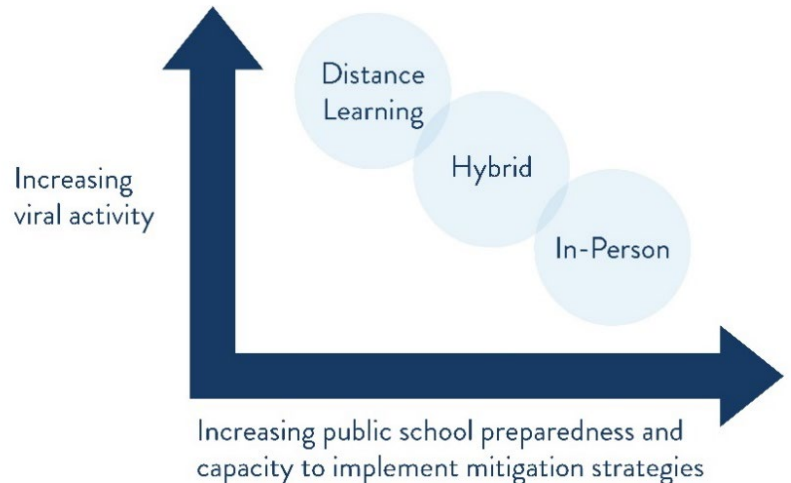 Distance
Learning
Hybrid
Increasing
viral activity
In-Person
Increasing public school preparedness and
capacity to implement mitigation strategies